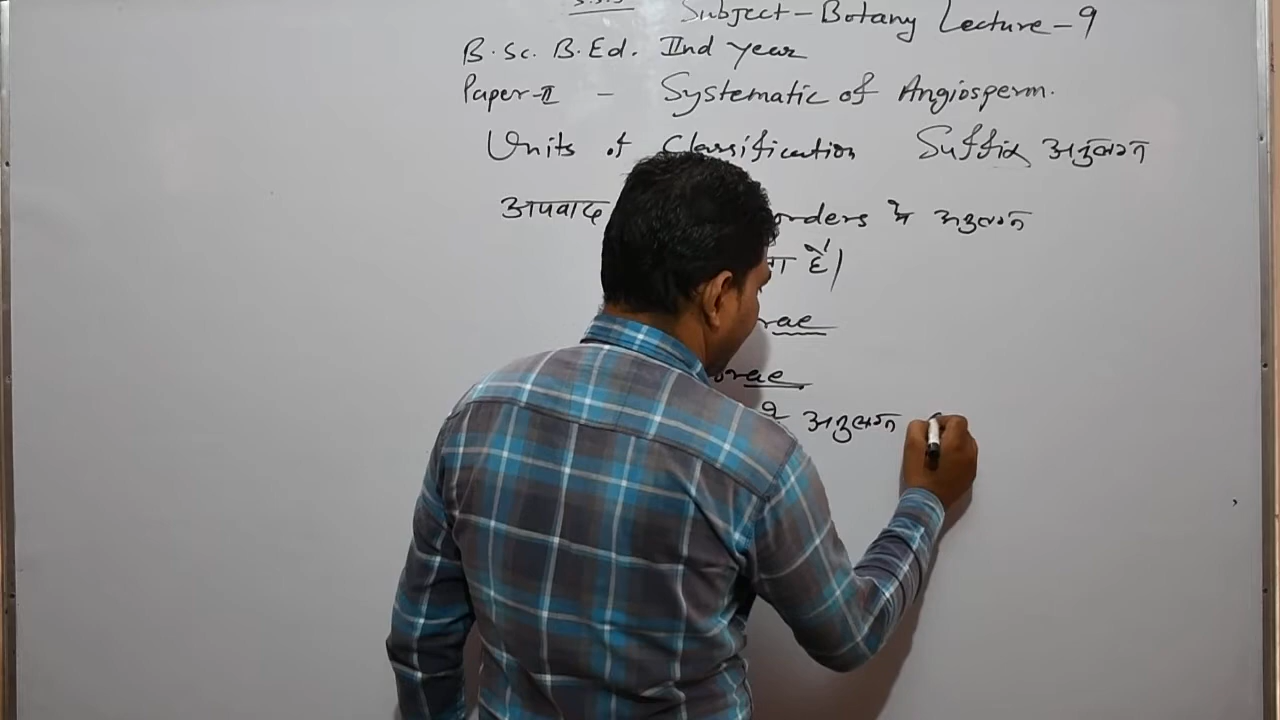 Subject - Botany Lecture - 9
B.Sc. B.Ed. IInd year
Paper-II - Systematic of Angiosperm.
Units of Classification Suffix अनुलग्न
अपवाद orders मे अनुलग्न
ता है।
rae
orae
अनुलग्न